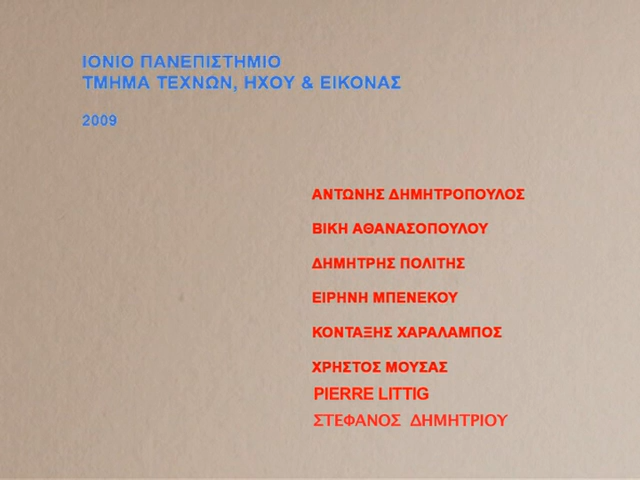 ΙΟΝΙΟ ΠΑΝΕΠΙΣΤΗΜΙΟ
ΤΜΗΜΑ ΤΕΧΝΩΝ, ΗΧΟΥ & ΕΙΚΟΝΑΣ
2009
ΑΝΤΩΝΗΣ ΔΗΜΗΤΡΟΠΟΥΛΟΣ
ΒΙΚΗ ΑΘΑΝΑΣΟΠΟΥΛΟΥ
ΔΗΜΗΤΡΗΣ ΠΟΛΙΤΗΣ
ΕΙΡΗΝΗ ΜΠΕΝΕΚΟΥ
ΚΟΝΤΑΞΗΣ ΧΑΡΑΛΑΜΠΟΣ
ΧΡΗΣΤΟΣ ΜΟΥΣΑΣ
PIERRE LITTIG
ΣΤΕΦΑΝΟΣ ΔΗΜΗΤΡΙΟΥ